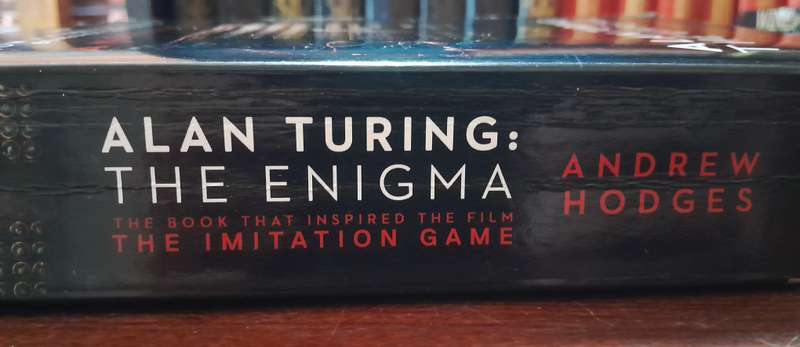 ALAN TURING:
THE ENIGMA
THE BOOK THAT INSPIRED THE FILM
THE IMITATION GAME
ANDREW
HODGES